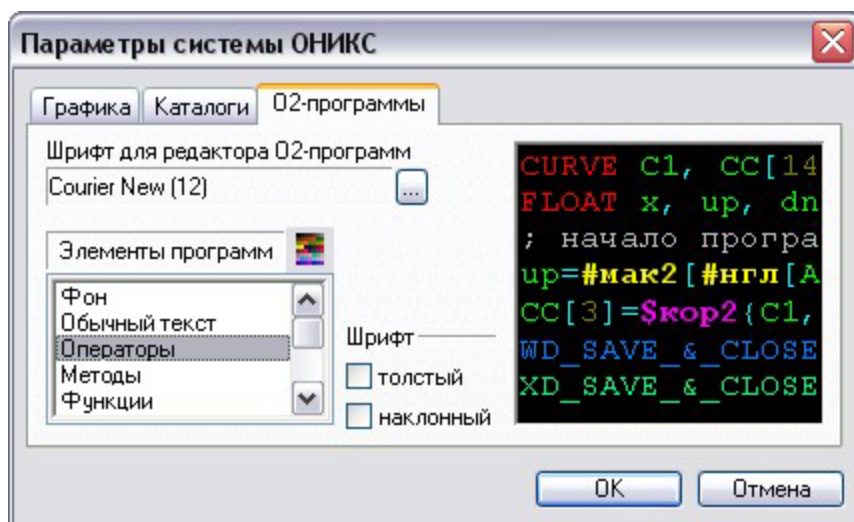 Параметры системы ОНИКС
Графика Каталоги О2-программы
Шрифт для редактора О2-программ
Courier New (12)
...
Элементы программ
Фон
Обычный текст
Операторы
Методы
Функции
Шрифт
толстый
наклонный
CURVE C1, CC[14
FLOAT x, up, dn
; начало програ
up=#мак2[#нгл[A
CC[3]=$кор2{C1,
WD_SAVE_&_CLOSE
XD_SAVE_&_CLOSE
OK Отмена